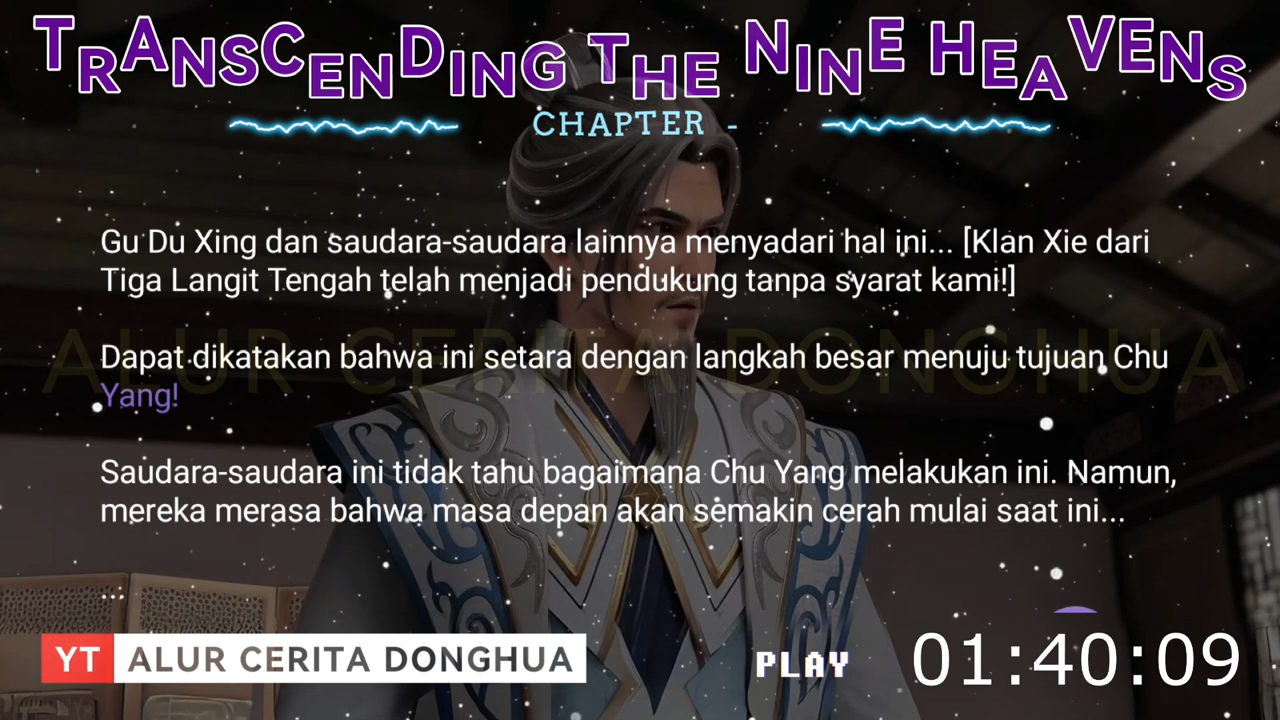 TRANSCENDING THE NINE HEAVENS
CHAPTER -
Gu Du Xing dan saudara-saudara lainnya menyadari hal ini... [Klan Xie dari
Tiga Langit Tengah telah menjadi pendukung tanpa syarat kami!]
ALUR CERITA DONGHUA
Dapat dikatakan bahwa ini setara dengan langkah besar menuju tujuan Chu
Yang!
Saudara-saudara ini tidak tahu bagaimana Chu Yang melakukan ini. Namun,
mereka merasa bahwa masa depan akan semakin cerah mulai saat ini...
...
YT ALUR CERITA DONGHUA
PLAY 01:40:09